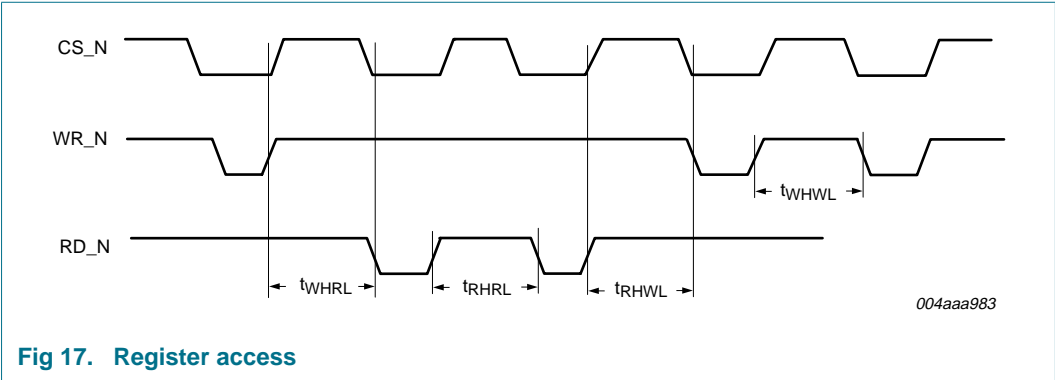 CS_N
WR_N
tWHWL
RD_N
tWHRL
tRHRL
tRHWL
004aaa983
Fig 17. Register access